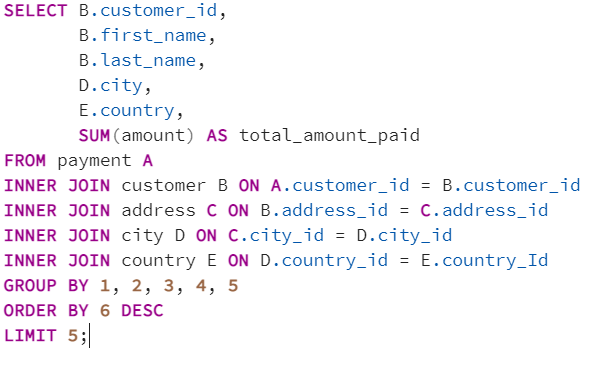 SELECT B.customer_id,
B.first_name,
B.last_name,
D.city,
E.country,
SUM(amount) AS total_amount_paid
FROM payment A
INNER JOIN customer B ON A.customer_id = B.customer_id
INNER JOIN address C ON B.address_id = C.address_id
INNER JOIN city D ON C.city_id = D.city_id
INNER JOIN country E ON D.country_id = E.country_Id
GROUP BY 1, 2, 3, 4, 5
ORDER BY 6 DESC
LIMIT 5;